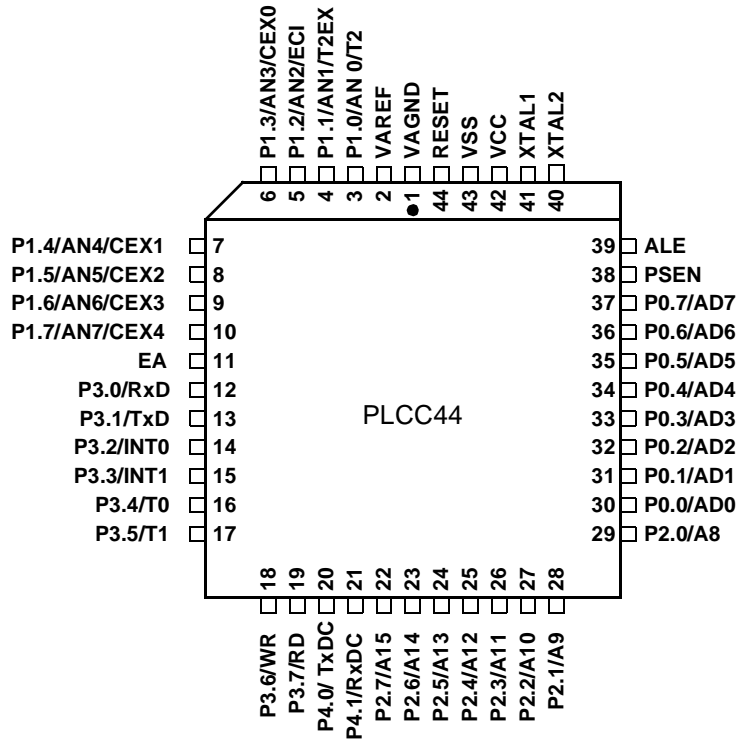 P1.3/AN3/CEX0
P1.2/AN2/ECI
P1.1/AN1/T2EX
P1.0/AN 0/T2
VAREF
VAGND
RESET
VSS
VCC
XTAL1
XTAL2
6
5
4
3
2
1
44
43
42
41
40
P1.4/AN4/CEX1 7
P1.5/AN5/CEX2 8
P1.6/AN6/CEX3 9
P1.7/AN7/CEX4 10
EA 11
P3.0/RxD 12
P3.1/TxD 13
P3.2/INT0 14
P3.3/INT1 15
P3.4/T0 16
P3.5/T1 17
PLCC44
39 ALE
38 PSEN
37 P0.7/AD7
36 P0.6/AD6
35 P0.5/AD5
34 P0.4/AD4
33 P0.3/AD3
32 P0.2/AD2
31 P0.1/AD1
30 P0.0/AD0
29 P2.0/A8
18
19
20
21
22
23
24
25
26
27
28
P3.6/WR
P3.7/RD
P4.0/ TxDC
P4.1/RxDC
P2.7/A15
P2.6/A14
P2.5/A13
P2.4/A12
P2.3/A11
P2.2/A10
P2.1/A9